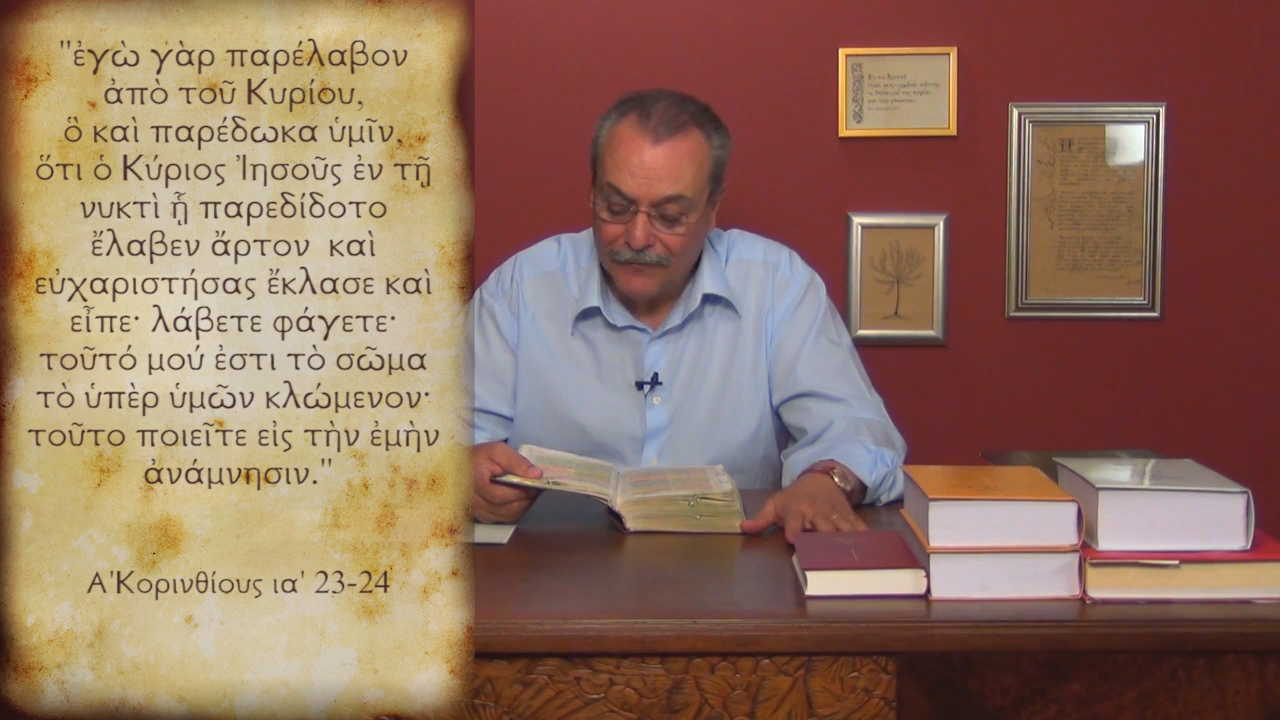 "ἐγὼ γὰρ παρέλαβον
ἀπὸ τοῦ Κυρίου,
ὃ καὶ παρέδωκα ὑμῖν,
ὅτι ὁ Κύριος Ἰησοῦς ἐν τῇ
νυκτὶ ᾗ παρεδίδοτο
ἔλαβεν ἄρτον καὶ
εὐχαριστήσας ἔκλασε καὶ
εἶπε· λάβετε φάγετε·
τοῦτό μού ἐστι τὸ σῶμα
τὸ ὑπὲρ ὑμῶν κλώμενον·
τοῦτο ποιεῖτε εἰς τὴν ἐμὴν
ἀνάμνησιν."
Α'Κορινθίους ια' 23-24